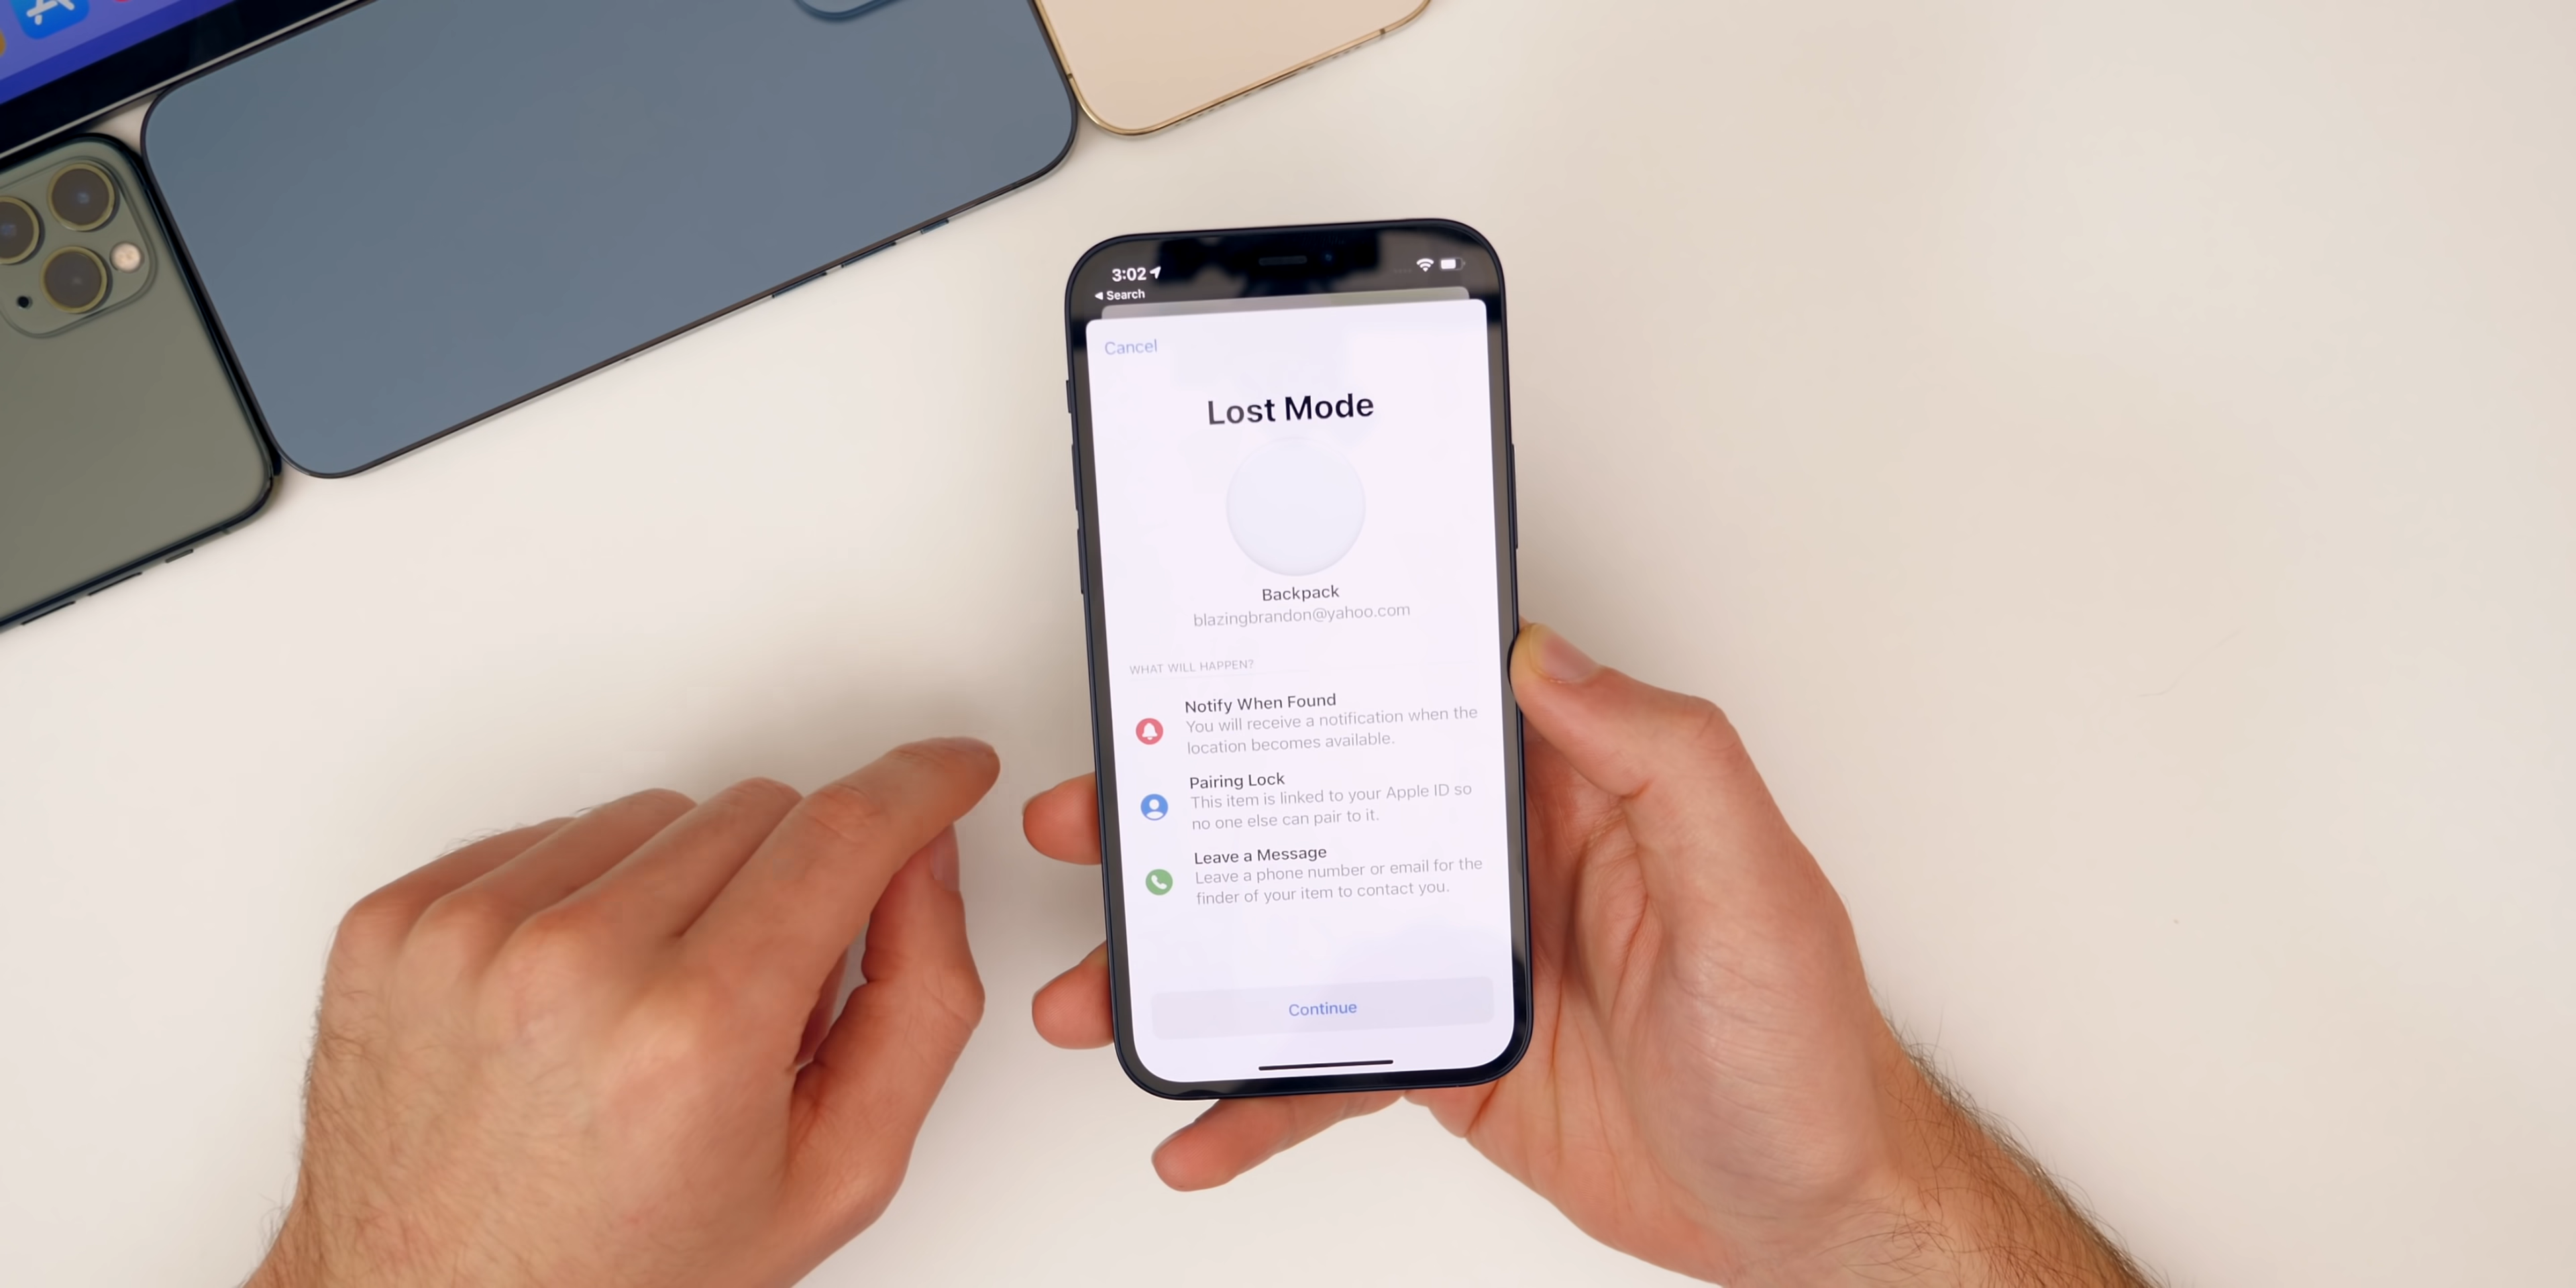 3:02
Search
Cancel
Lost Mode
Backpack
blazingbrandon@yahoo.com
WHAT WILL HAPPEN?
Notify When Found
You will receive a notification when the
location becomes available.
Pairing Lock
This item is linked to your Apple ID so
no one else can pair to it.
Leave a Message
Leave a phone number or email for the
finder of your item to contact you.
Continue